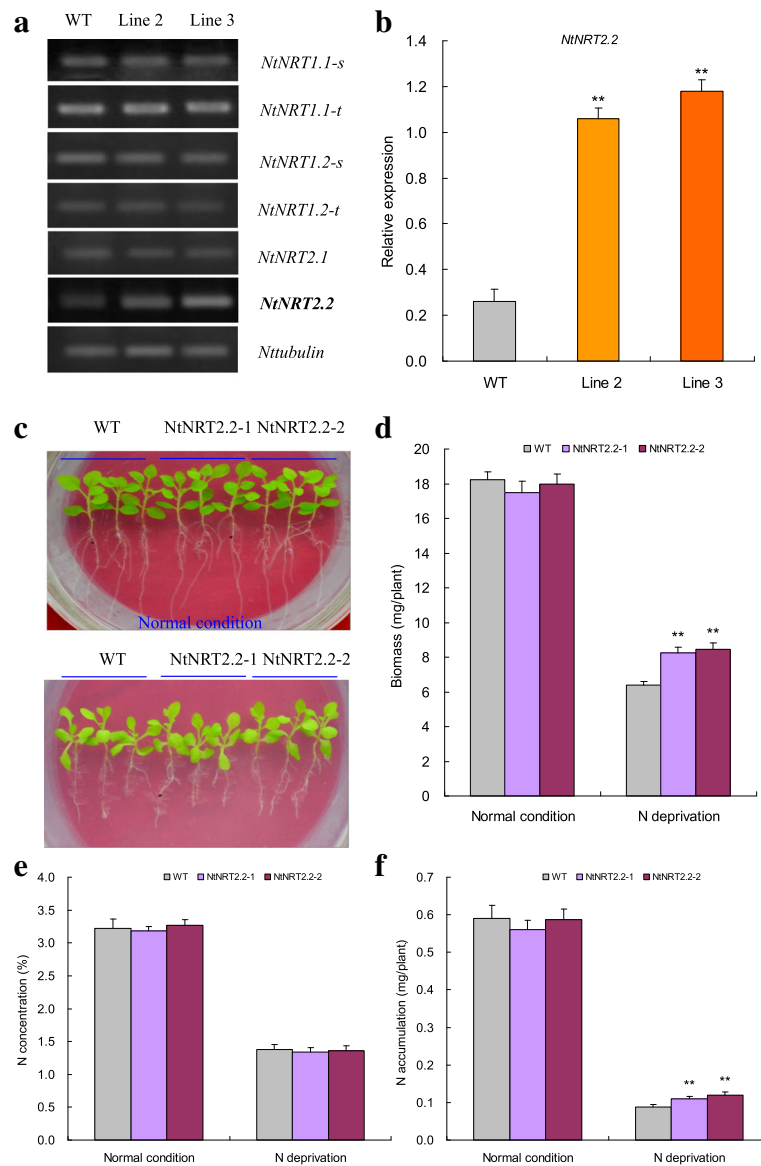 a
WT Line 2 Line 3
NtNRT1.1-s
NtNRT1.1-t
NtNRT1.2-s
NtNRT1.2-t
NtNRT2.1
NtNRT2.2
Nttubulin
b
NtNRT2.2
Relative expression
1.4
1.2
1.0
0.8
0.6
0.4
0.2
0.0
**
**
WT Line 2 Line 3
c
WT NtNRT2.2-1 NtNRT2.2-2
Normal condition
WT NtNRT2.2-1 NtNRT2.2-2
d
WT NtNRT2.2-1 NtNRT2.2-2
Biomass (mg/plant)
20
18
16
14
12
10
8
6
4
2
0
** **
Normal condition N deprivation
e
WT NtNRT2.2-1 NtNRT2.2-2
N concentration (%)
4.0
3.5
3.0
2.5
2.0
1.5
1.0
0.5
0.0
Normal condition N deprivation
f
WT NtNRT2.2-1 NtNRT2.2-2
N accumulation (mg/plant)
0.7
0.6
0.5
0.4
0.3
0.2
0.1
0.0
** **
Normal condition N deprivation